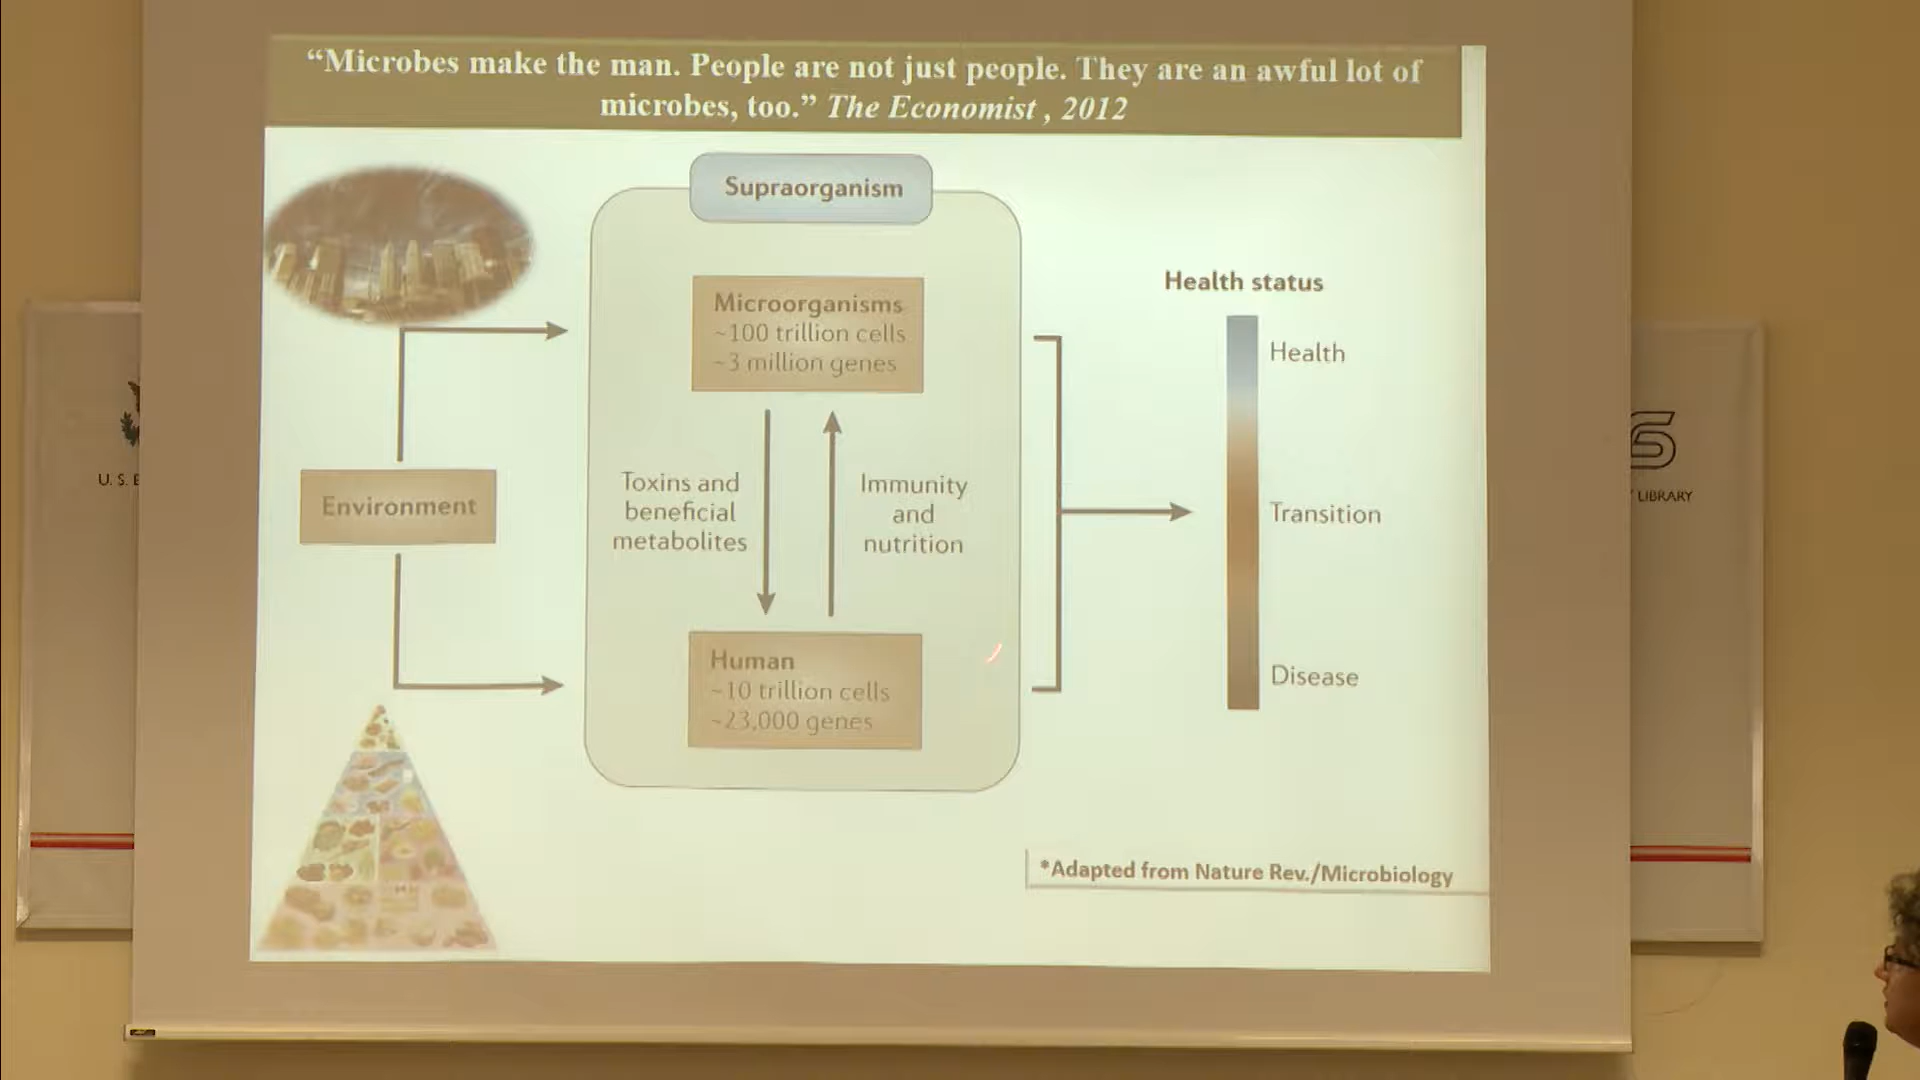 “Microbes make the man. People are not just people. They are an awful lot of
microbes, too.” The Economist , 2012
Supraorganism
Microorganisms
~100 trillion cells
~3 million genes
Health status
Health
Environment
Toxins and
beneficial
metabolites
Immunity
and
nutrition
Transition
Human
~10 trillion cells
~23,000 genes
Disease
*Adapted from Nature Rev./Microbiology
U. S. E
LIBRARY